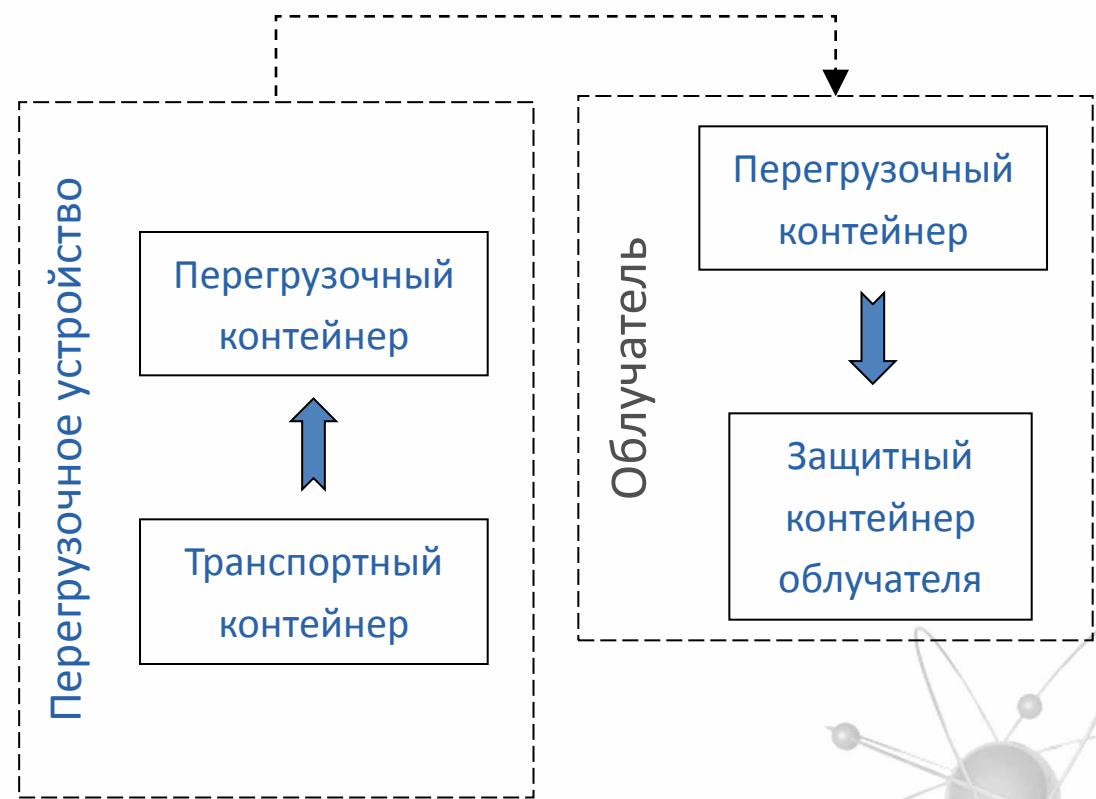 Перегрузочное устройство
Перегрузочный
контейнер
Транспортный
контейнер
Облучатель
Перегрузочный
контейнер
Защитный
контейнер
облучателя